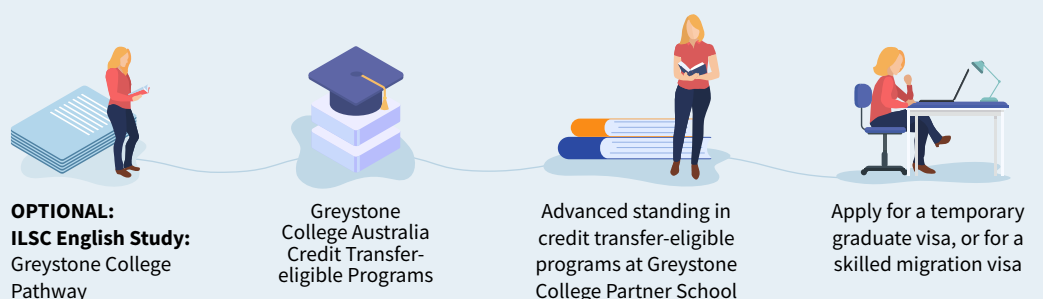 OPTIONAL:
ILSC English Study:
Greystone College
Pathway
Greystone
College Australia
Credit Transfer-
eligible Programs
Advanced standing in
credit transfer-eligible
programs at Greystone
College Partner School
Apply for a temporary
graduate visa, or for a
skilled migration visa